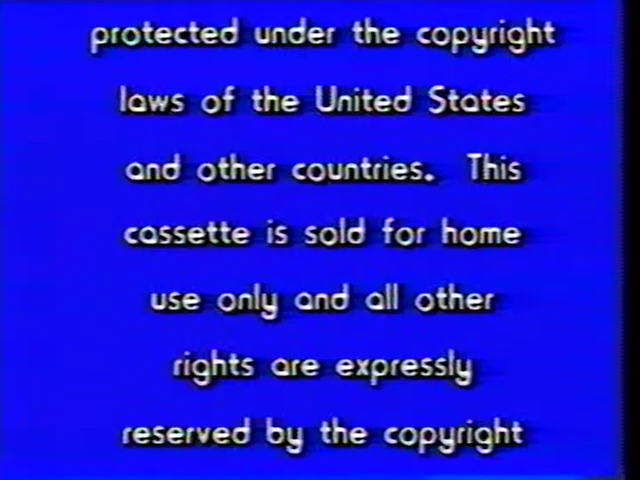 protected under the copyright
laws of the United States
and other countries. This
cassette is sold for home
use only and all other
rights are expressly
reserved by the copyright